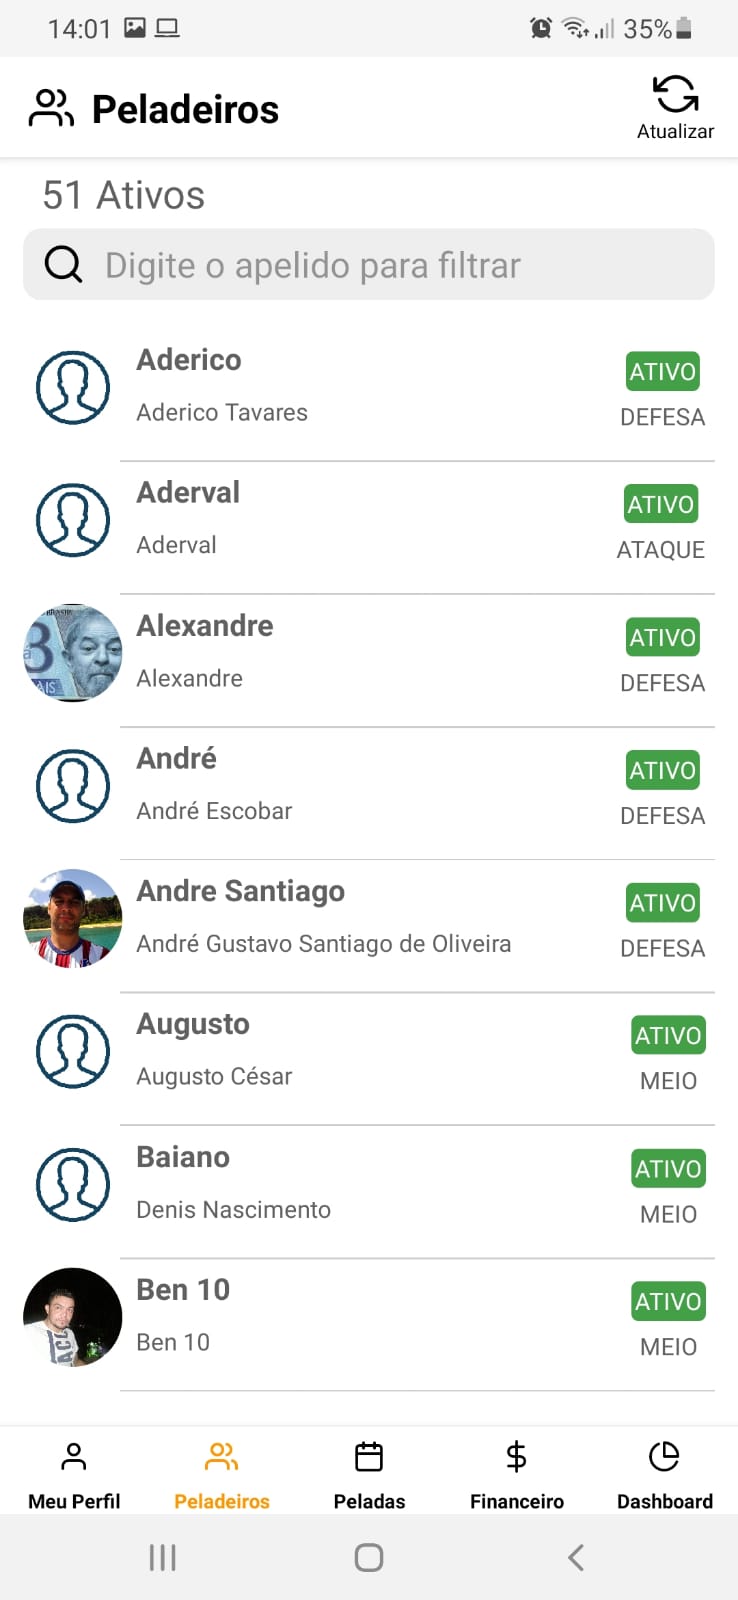 14:01
35%
Peladeiros
Atualizar
51 Ativos
Digite o apelido para filtrar
Aderico
ATIVO
Aderico Tavares
DEFESA
Aderval
ATIVO
Aderval
ATAQUE
3
AIS
Alexandre
ATIVO
Alexandre
DEFESA
André
ATIVO
André Escobar
DEFESA
Andre Santiago
ATIVO
André Gustavo Santiago de Oliveira
DEFESA
Augusto
ATIVO
Augusto César
MEIO
Baiano
ATIVO
Denis Nascimento
MEIO
Ben 10
ATIVO
Ben 10
MEIO
Meu Perfil
Peladeiros
Peladas
$
Financeiro
Dashboard